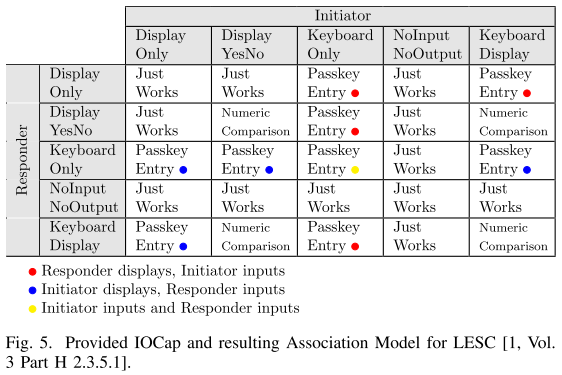 Initiator
Display Display Keyboard NoInput Keyboard
Only YesNo Only NoOutput Display
Display Just Just Passkey Just Passkey
Only Works Works Entry Works Entry
Display Just Numeric Passkey Just Numeric
YesNo Works Comparison Entry Works Comparison
Responder
Keyboard Passkey Passkey Passkey Just Passkey
Only Entry Entry Entry Works Entry
NoInput Just Just Just Just Just
NoOutput Works Works Works Works Works
Keyboard Passkey Numeric Passkey Just Numeric
Display Entry Comparison Entry Works Comparison
Responder displays, Initiator inputs
Initiator displays, Responder inputs
Initiator inputs and Responder inputs
Fig. 5. Provided IOCap and resulting Association Model for LESC [1, Vol.
3 Part H 2.3.5.1].